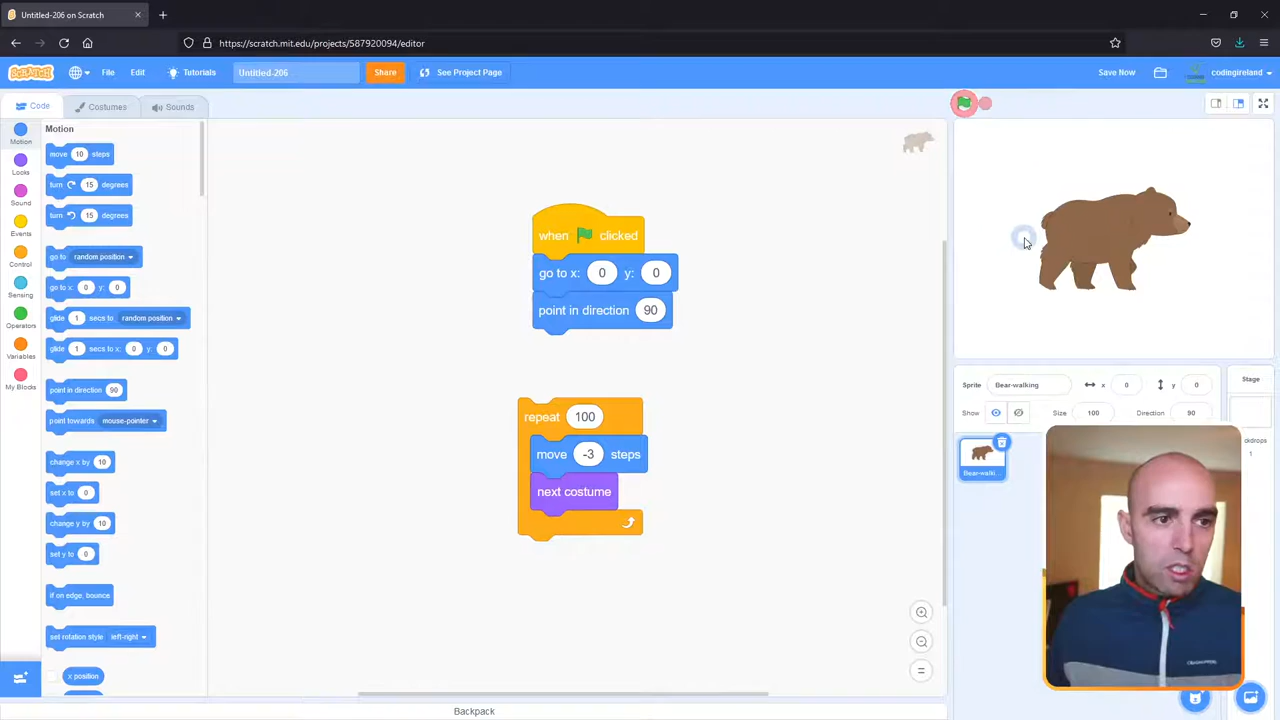 Untitled-206 on Scratch
https://scratch.mit.edu/projects/587920094/editor
SCRATCH File Edit Tutorials Untitled-206 Share See Project Page Save Now codingireland
Code Costumes Sounds
Motion
Looks
Sound
Events
Control
Sensing
Operators
Variables
My Blocks
Motion
move 10 steps
turn 15 degrees
turn 15 degrees
go to random position
go to x: 0 y: 0
glide 1 secs to random position
glide 1 secs to x: 0 y: 0
point in direction 90
point towards mouse-pointer
change x by 10
set x to 0
change y by 10
set y to 0
if on edge, bounce
set rotation style left-right
x position
when clicked
go to x: 0 y: 0
point in direction 90
repeat 100
move -3 steps
next costume
Sprite Bear-walking x 0 y 0
Show Size 100 Direction 90
Bear-walki...
Stage
ckdrops
1
Backpack